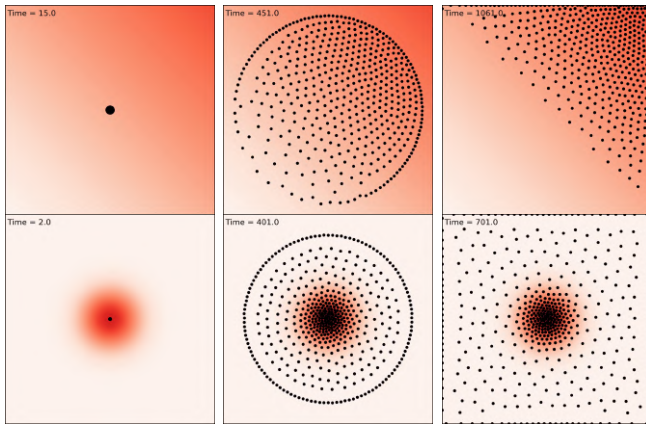 Time = 15.0
Time = 451.0
Time = 1061.0
Time = 2.0
Time = 401.0
Time = 701.0